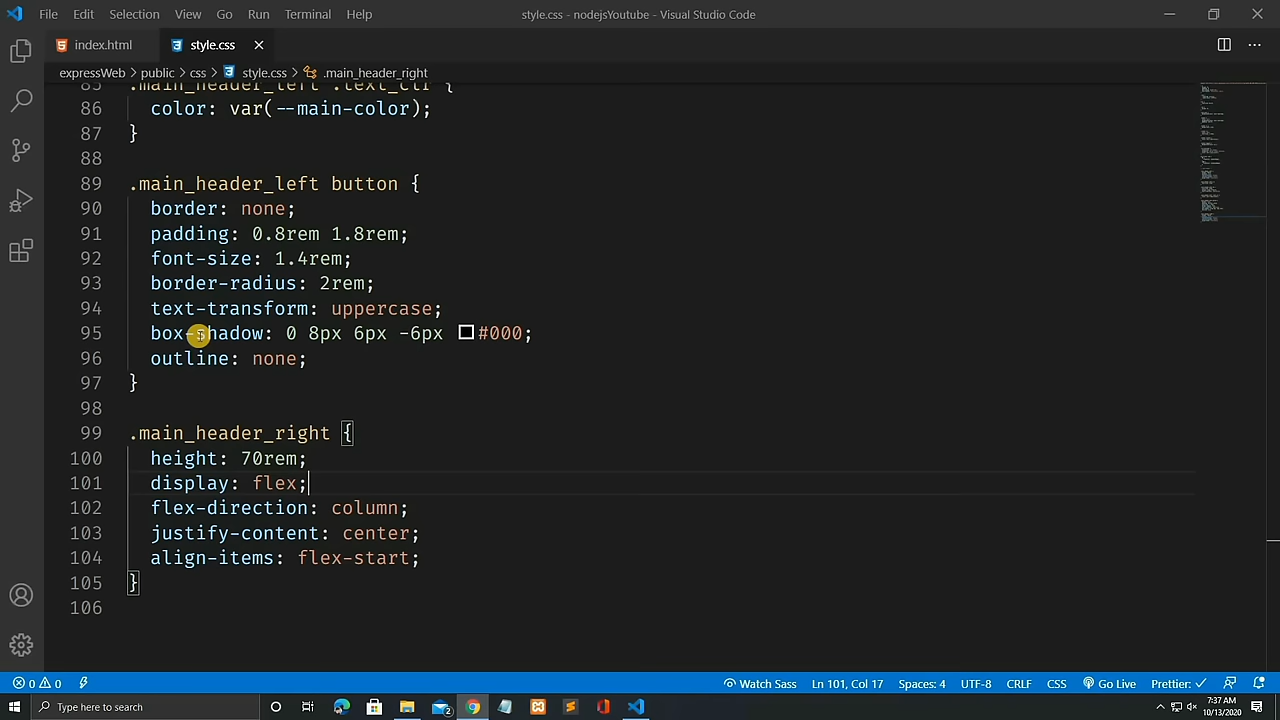 File Edit Selection View Go Run Terminal Help
style.css - nodejsYoutube - Visual Studio Code
index.html
style.css
expressWeb > public > css > style.css > .main_header_right
85 .main_header_left .text_clr {
86 color: var(--main-color);
87 }
88
89 .main_header_left button {
90 border: none;
91 padding: 0.8rem 1.8rem;
92 font-size: 1.4rem;
93 border-radius: 2rem;
94 text-transform: uppercase;
95 box-shadow: 0 8px 6px -6px #000;
96 outline: none;
97 }
98
99 .main_header_right {
100 height: 70rem;
101 display: flex;
102 flex-direction: column;
103 justify-content: center;
104 align-items: flex-start;
105 }
106
0 0 Watch Sass Ln 101, Col 17 Spaces: 4 UTF-8 CRLF CSS Go Live Prettier: ✓
Type here to search
2
7:37 AM
10/13/2020